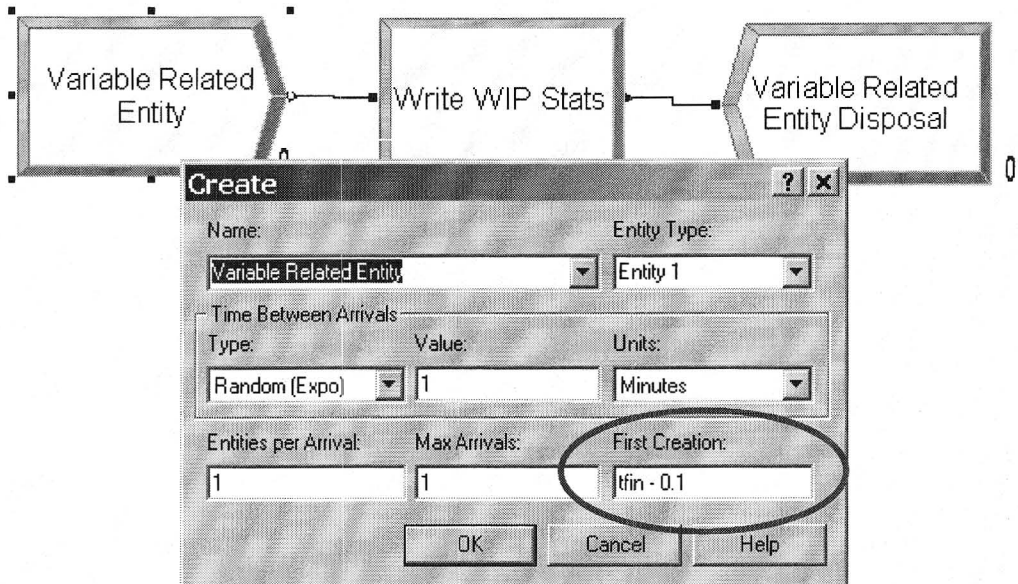 Variable Related
Entity
Write WIP Stats
Variable Related
Entity Disposal
0
0
Create
? x
Name:
Entity Type:
Variable Related Entity
Entity 1
Time Between Arrivals
Type:
Value:
Units:
Random (Expo)
1
Minutes
Entities per Arrival:
Max Arrivals:
First Creation:
1
1
tfin - 0.1
OK
Cancel
Help